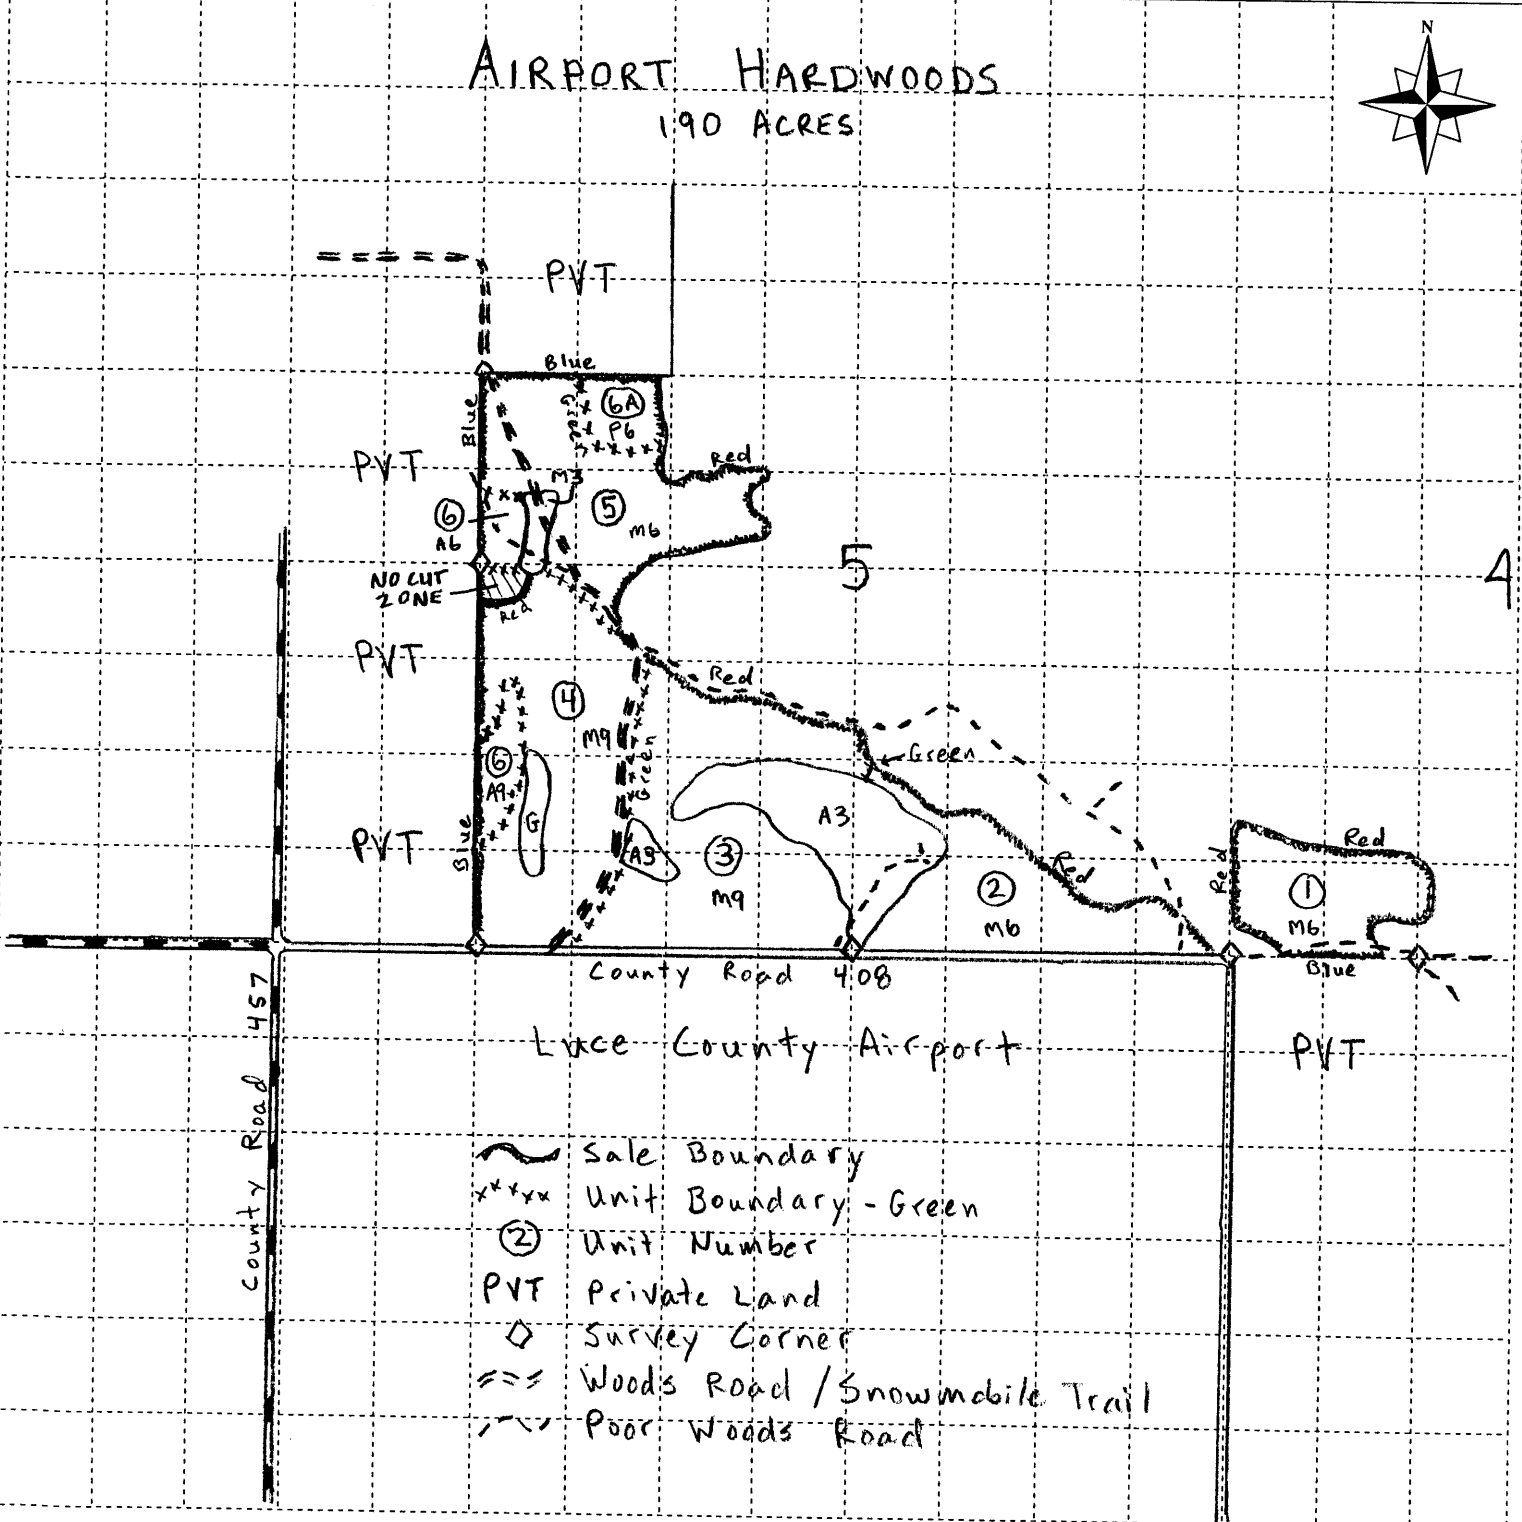 N
AIRPORT HARDWOODS
190 ACRES
PVT
Blue
Blue
Green
6A
P6
PVT
Red
M3
6
A6
5
M6
5
4
NO CUT
ZONE
Red
PVT
4
M9
Red
Green
Green
6
A9
G
A3
A3
3
M9
PVT
Blue
2
M6
Red
Red
Red
1
M6
Blue
County Road 408
County Road 457
Luce County Airport
PVT
Sale Boundary
xxxxx Unit Boundary - Green
2 Unit Number
PVT Private Land
Survey Corner
Woods Road / Snowmobile Trail
Poor Woods Road